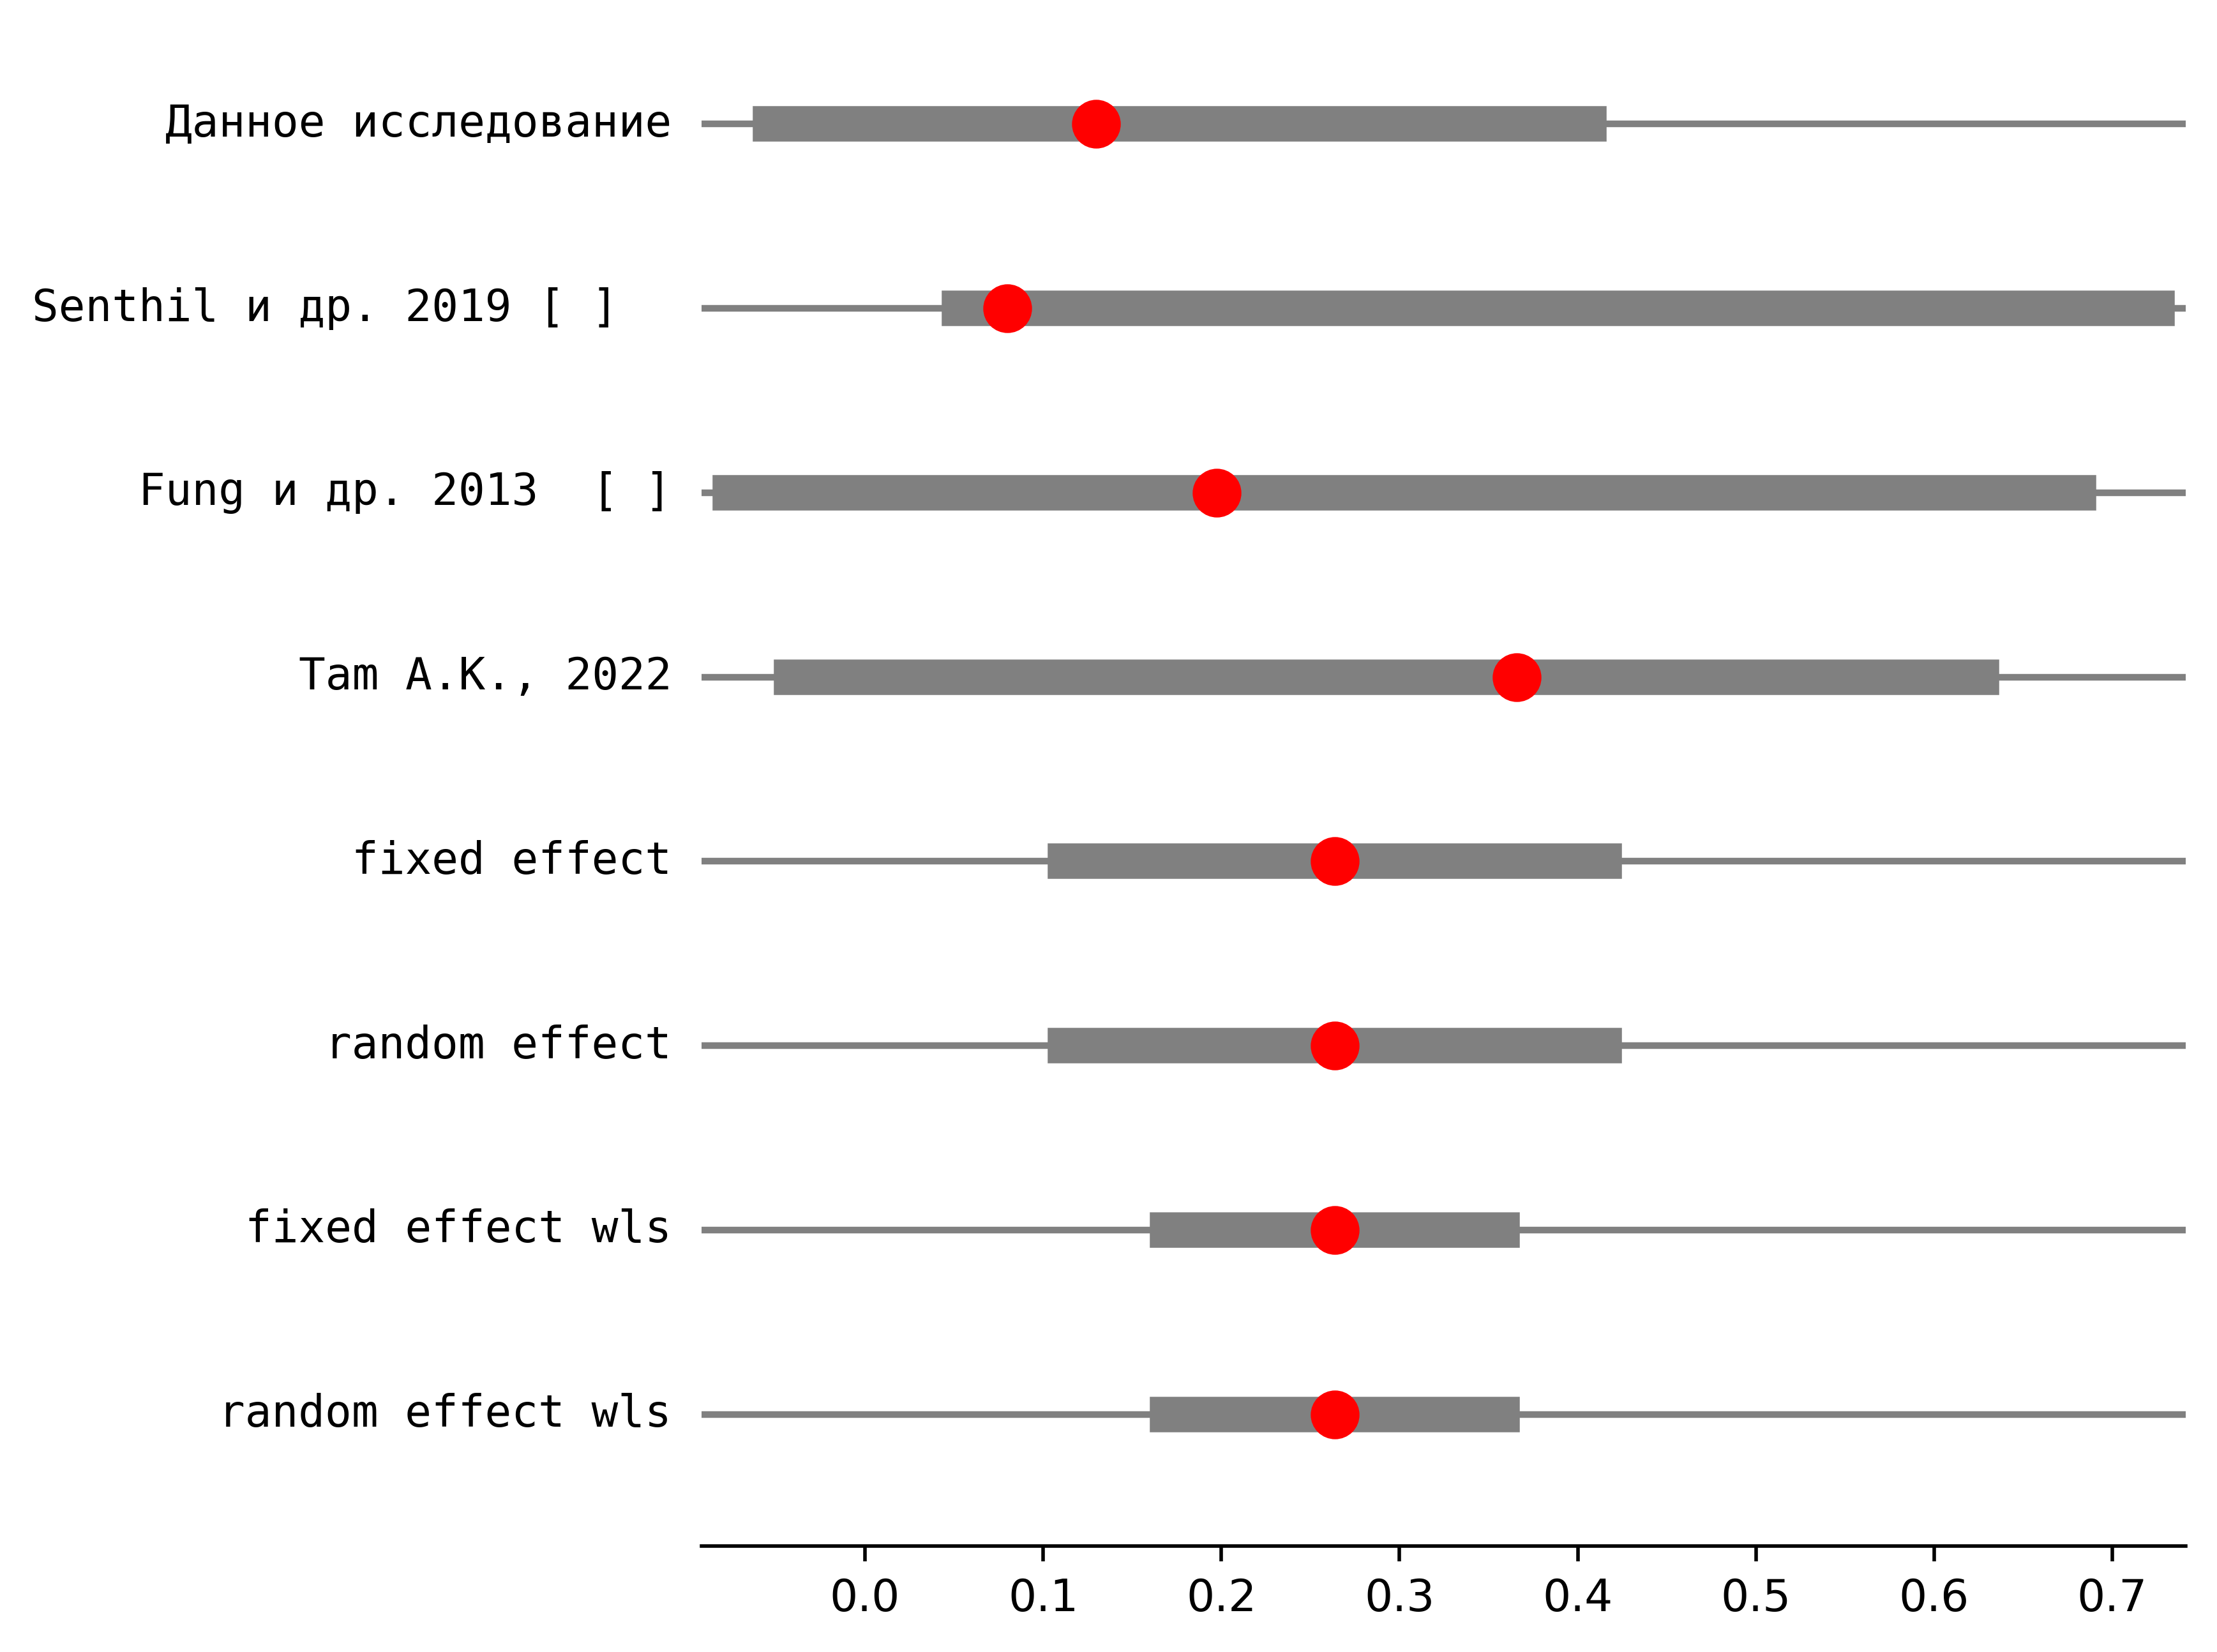 Данное исследование
Senthil и др. 2019 [ ]
Fung и др. 2013  [ ]
Tam A.K., 2022
fixed effect
random effect
fixed effect wls
random effect wls
0.0 0.1 0.2 0.3 0.4 0.5 0.6 0.7